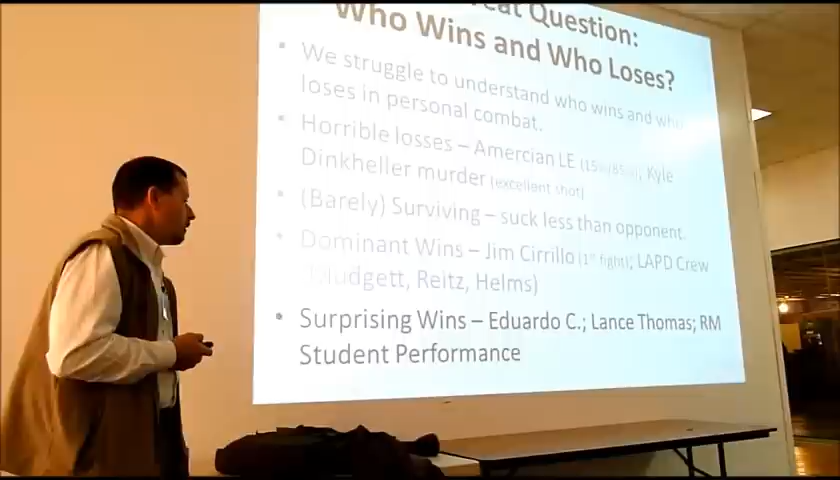 Question:
Who Wins and Who Loses?
• We struggle to understand who wins and who
loses in personal combat.
• Horrible losses – Amercian LE Kyle
Dinkheller murder (excellent shot)
• (Barely) Surviving – suck less than opponent.
• Dominant Wins – Jim Cirrillo (1st fight); LAPD Crew
(Mudgett, Reitz, Helms)
• Surprising Wins – Eduardo C.; Lance Thomas; RM
Student Performance